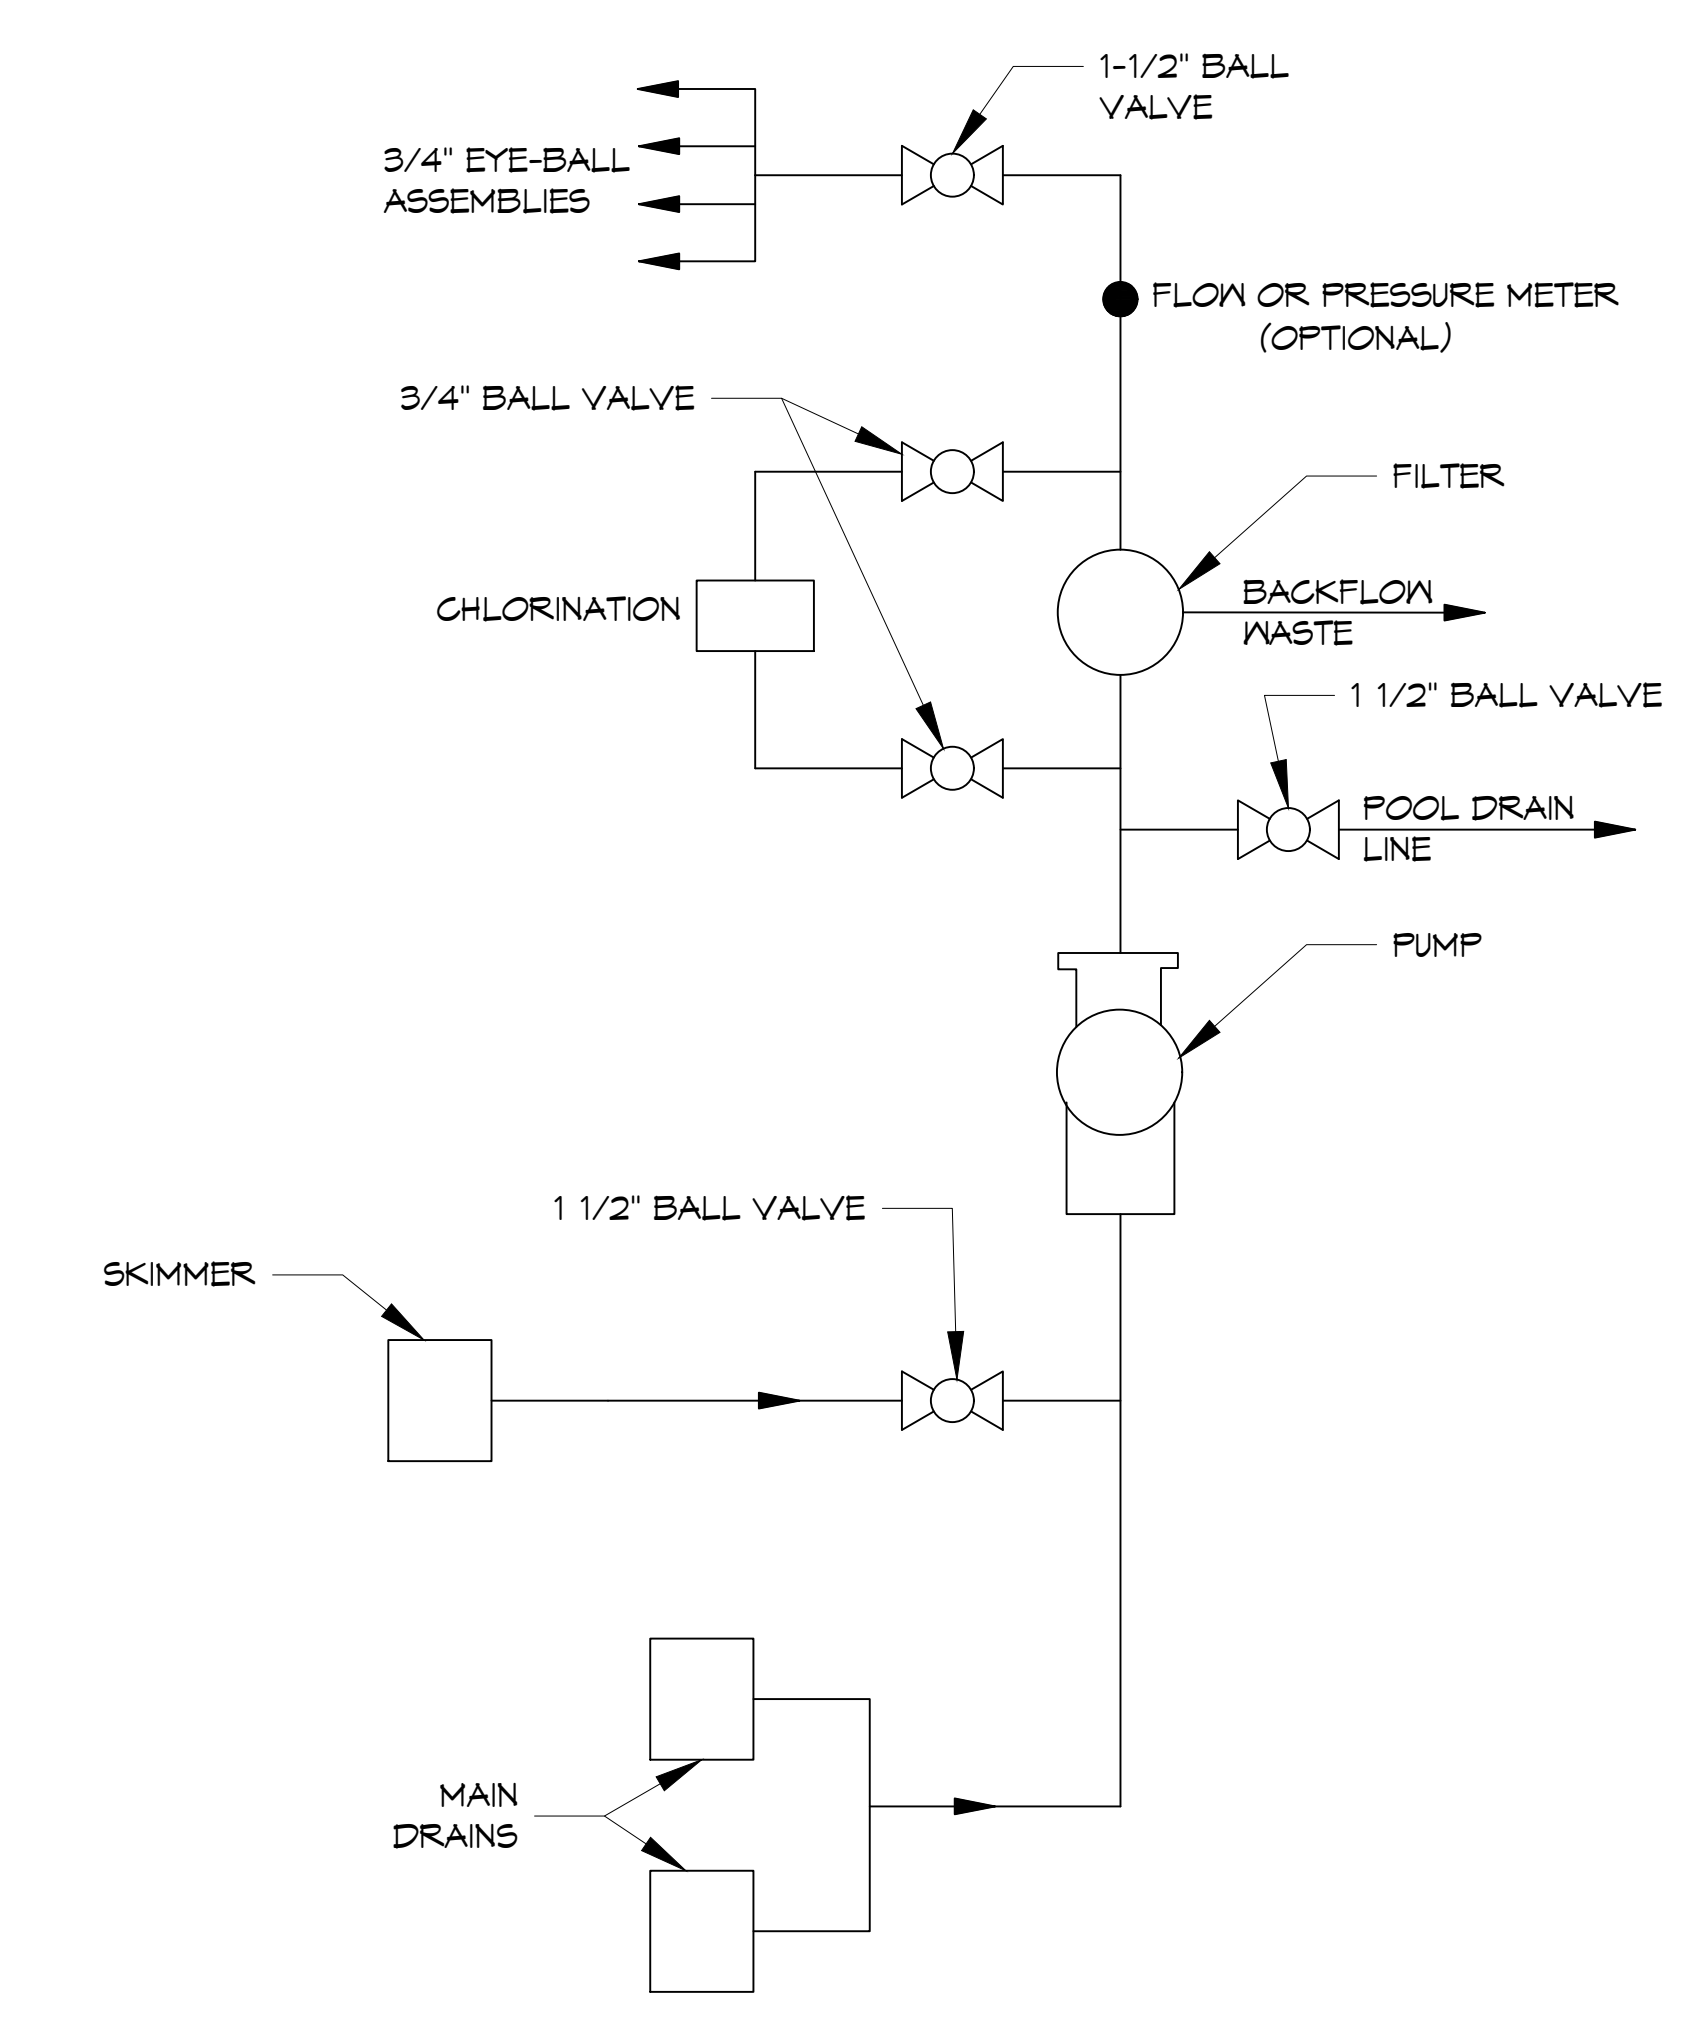 1-1/2" BALL
VALVE
3/4" EYE-BALL
ASSEMBLIES
FLOW OR PRESSURE METER
(OPTIONAL)
3/4" BALL VALVE
FILTER
CHLORINATION
BACKFLOW
WASTE
1 1/2" BALL VALVE
POOL DRAIN
LINE
PUMP
1 1/2" BALL VALVE
SKIMMER
MAIN
DRAINS